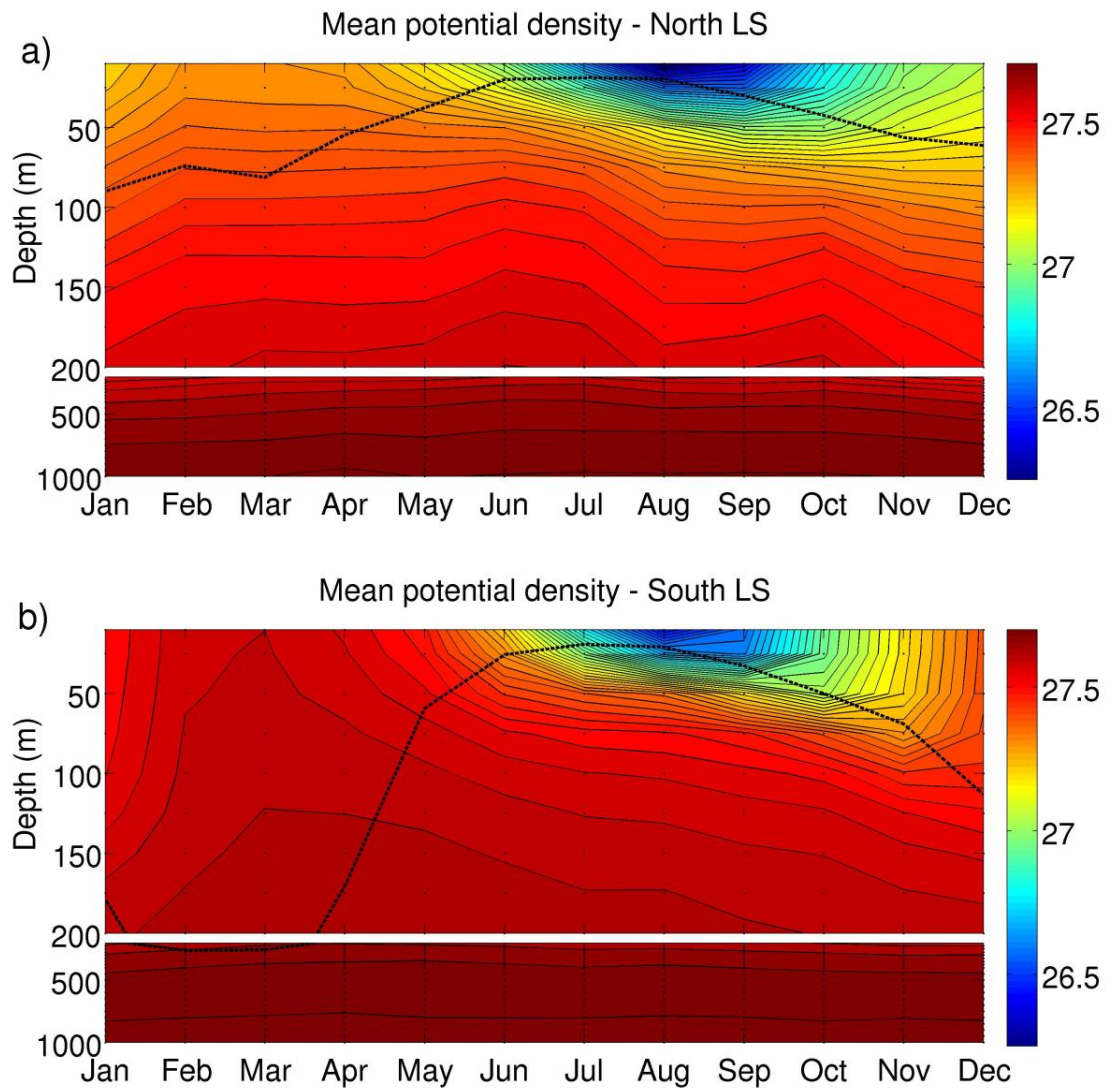 Mean potential density - North LS
a)
Depth (m)
50
100
150
200
500
1000
Jan Feb Mar Apr May Jun Jul Aug Sep Oct Nov Dec
27.5
27
26.5
Mean potential density - South LS
b)
Depth (m)
50
100
150
200
500
1000
Jan Feb Mar Apr May Jun Jul Aug Sep Oct Nov Dec
27.5
27
26.5